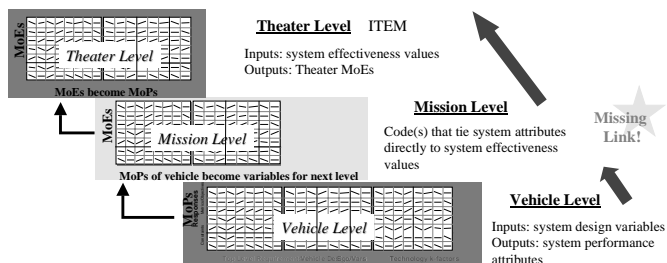 Theater Level ITEM
MoEs
Theater Level
Inputs: system effectiveness values
Outputs: Theater MoEs
MoEs become MoPs
Mission Level
MoEs
Mission Level
Code(s) that tie system attributes
directly to system effectiveness
values
Missing
Link!
MoPs of vehicle become variables for next level
Vehicle Level
MoPs
Responses
Vehicle Level
Inputs: system design variables
Outputs: system performance
attributes